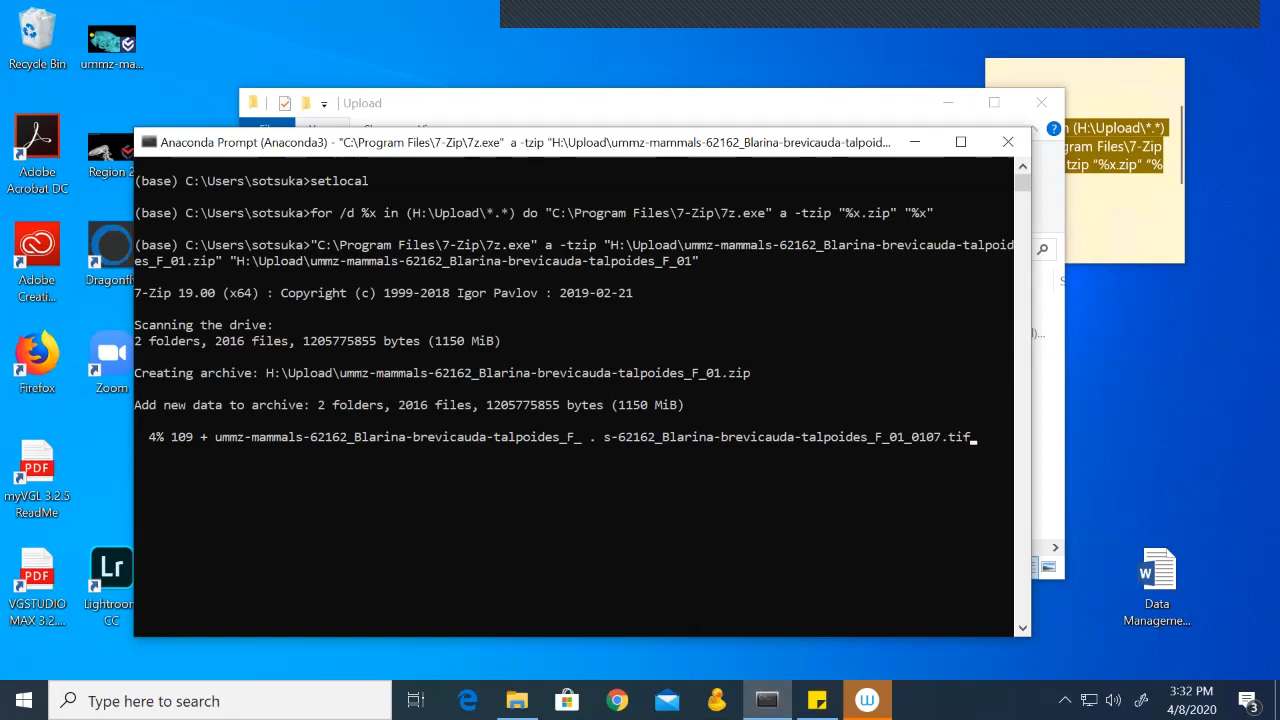 Recycle Bin
ummz-ma...
Adobe
Acrobat DC
Region 2
Adobe
Creati...
Dragonfl
Firefox
Zoom
myVGL 3.2.5
ReadMe
VGSTUDIO
MAX 3.2....
Lightroom
CC
Upload
n (H:\Upload\*.*)
gram Files\7-Zip
tzip "%x.zip" "%
Anaconda Prompt (Anaconda3) - "C:\Program Files\7-Zip\7z.exe" a -tzip "H:\Upload\ummz-mammals-62162_Blarina-brevicauda-talpoid...
(base) C:\Users\sotsuka>setlocal
(base) C:\Users\sotsuka>for /d %x in (H:\Upload\*.*) do "C:\Program Files\7-Zip\7z.exe" a -tzip "%x.zip" "%x"
(base) C:\Users\sotsuka>"C:\Program Files\7-Zip\7z.exe" a -tzip "H:\Upload\ummz-mammals-62162_Blarina-brevicauda-talpoid
es_F_01.zip" "H:\Upload\ummz-mammals-62162_Blarina-brevicauda-talpoides_F_01"
7-Zip 19.00 (x64) : Copyright (c) 1999-2018 Igor Pavlov : 2019-02-21
Scanning the drive:
2 folders, 2016 files, 1205775855 bytes (1150 MiB)
Creating archive: H:\Upload\ummz-mammals-62162_Blarina-brevicauda-talpoides_F_01.zip
Add new data to archive: 2 folders, 2016 files, 1205775855 bytes (1150 MiB)
4% 109 + ummz-mammals-62162_Blarina-brevicauda-talpoides_F_ . s-62162_Blarina-brevicauda-talpoides_F_01_0107.tif
Data
Manageme...
Type here to search
3:32 PM
4/8/2020
3